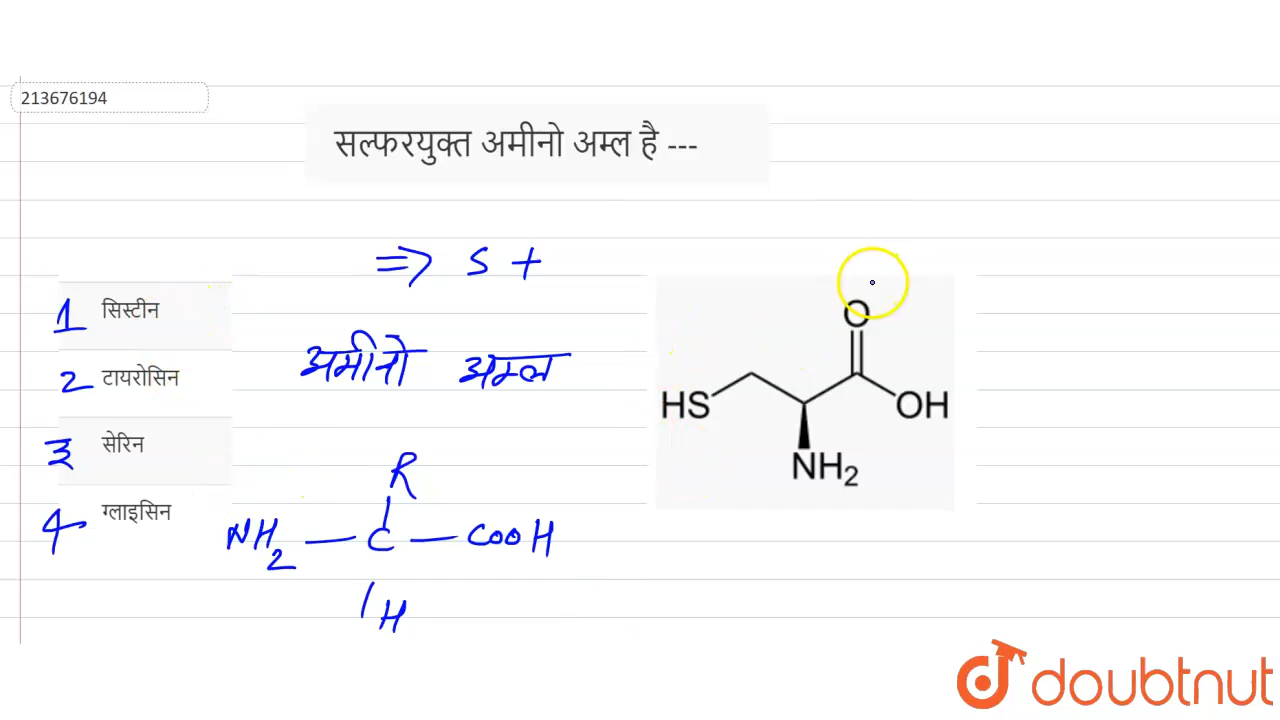 213676194
सल्फरयुक्त अमीनो अम्ल है ---
⇒ S +
1 सिस्टीन
अमीनो अम्ल
2 टायरोसिन
O
HS
OH
NH₂
3 सेरिन
R
4 ग्लाइसिन
NH₂ — C — COOH
H
doubtnut